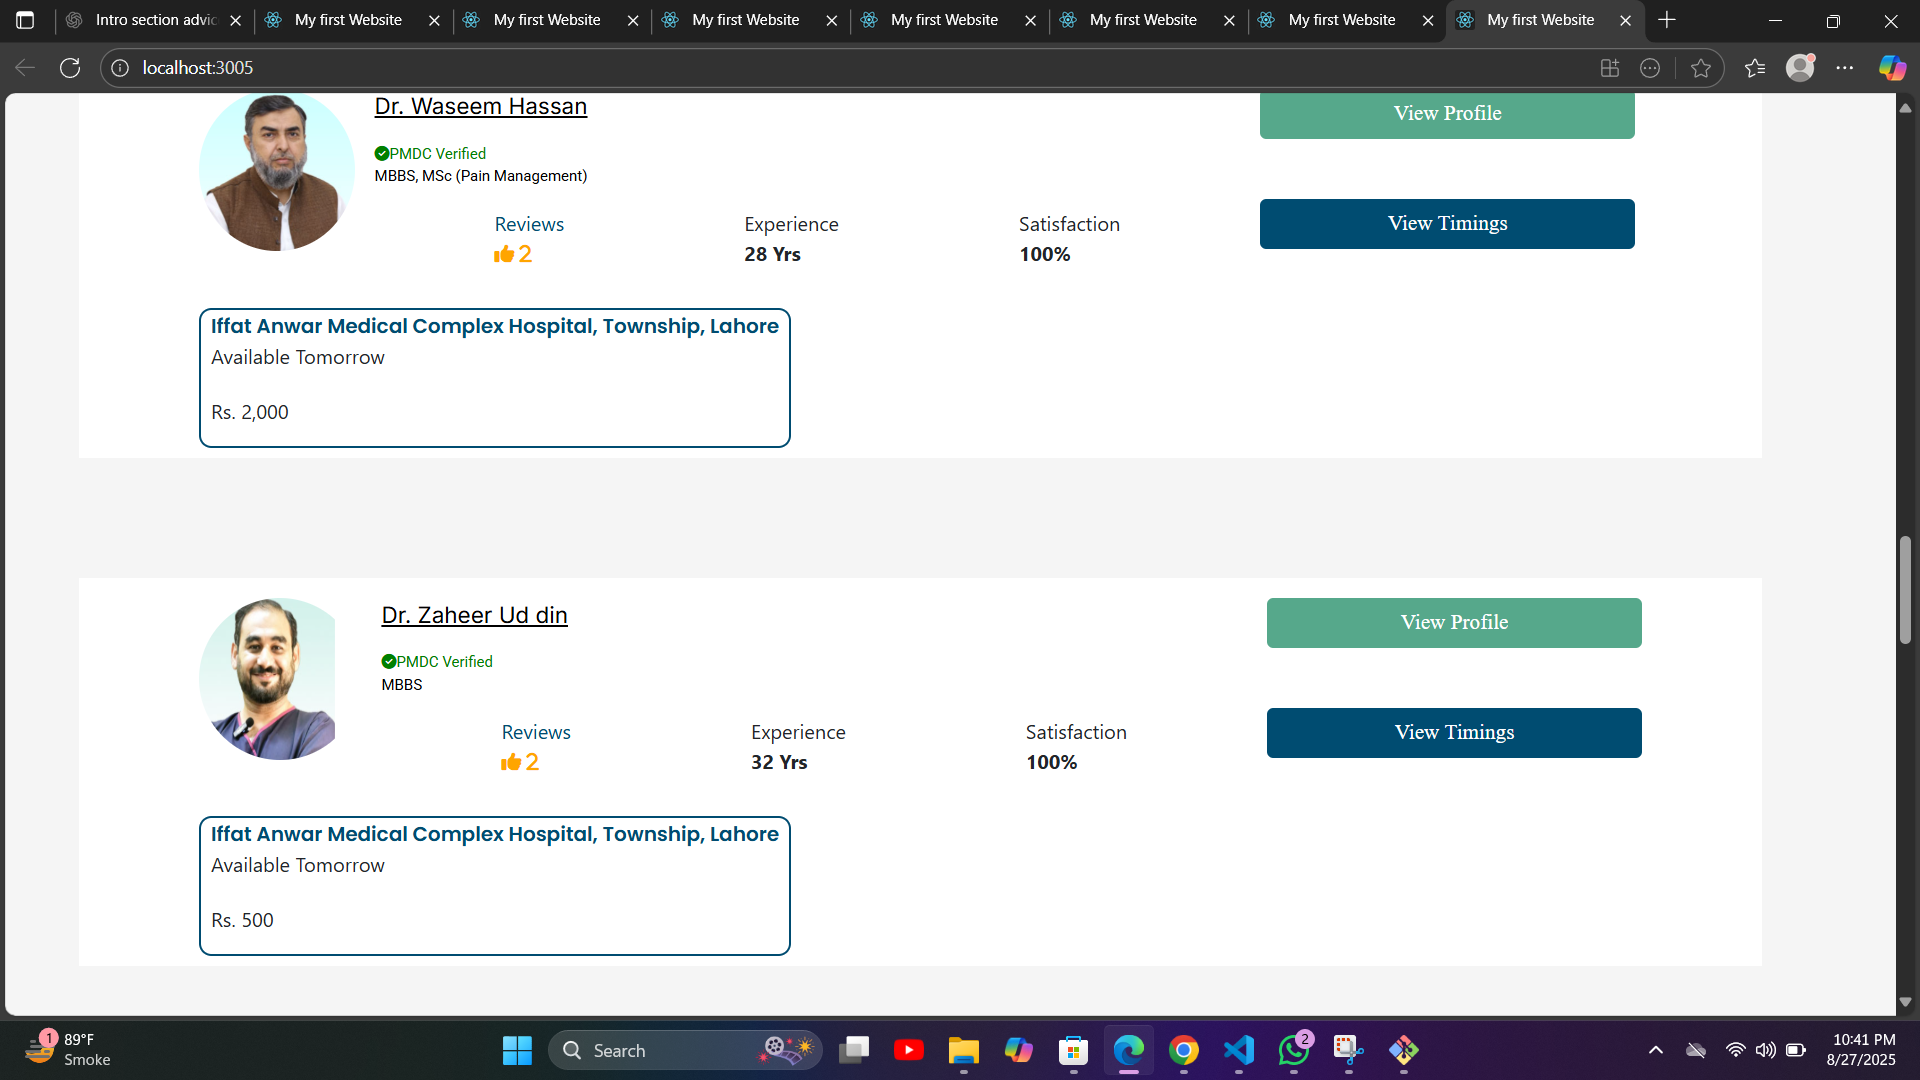 Intro section advic
My first Website
My first Website
My first Website
My first Website
My first Website
My first Website
My first Website
localhost:3005
Dr. Waseem Hassan
View Profile
PMDC Verified
MBBS, MSc (Pain Management)
Reviews
Experience
Satisfaction
View Timings
2
28 Yrs
100%
Iffat Anwar Medical Complex Hospital, Township, Lahore
Available Tomorrow
Rs. 2,000
Dr. Zaheer Ud din
View Profile
PMDC Verified
MBBS
Reviews
Experience
Satisfaction
View Timings
2
32 Yrs
100%
Iffat Anwar Medical Complex Hospital, Township, Lahore
Available Tomorrow
Rs. 500
1
89°F
Smoke
Search
2
10:41 PM
8/27/2025